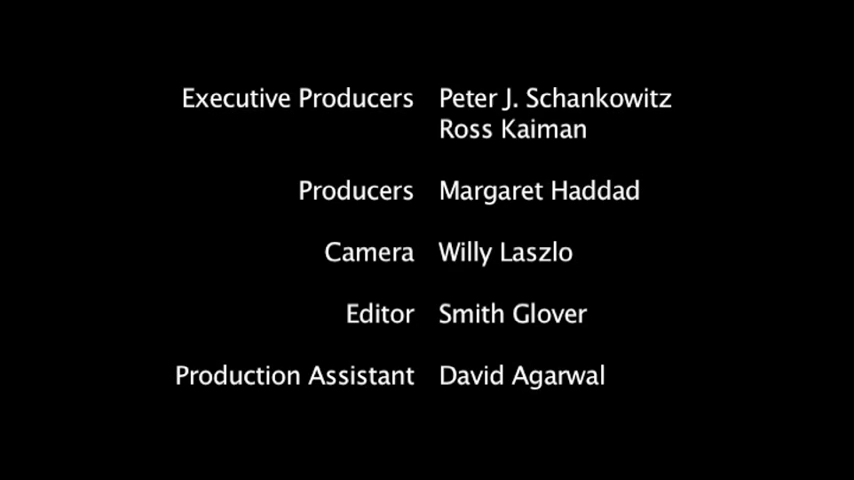 Executive Producers Peter J. Schankowitz
Ross Kaiman
Producers Margaret Haddad
Camera Willy Laszlo
Editor Smith Glover
Production Assistant David Agarwal